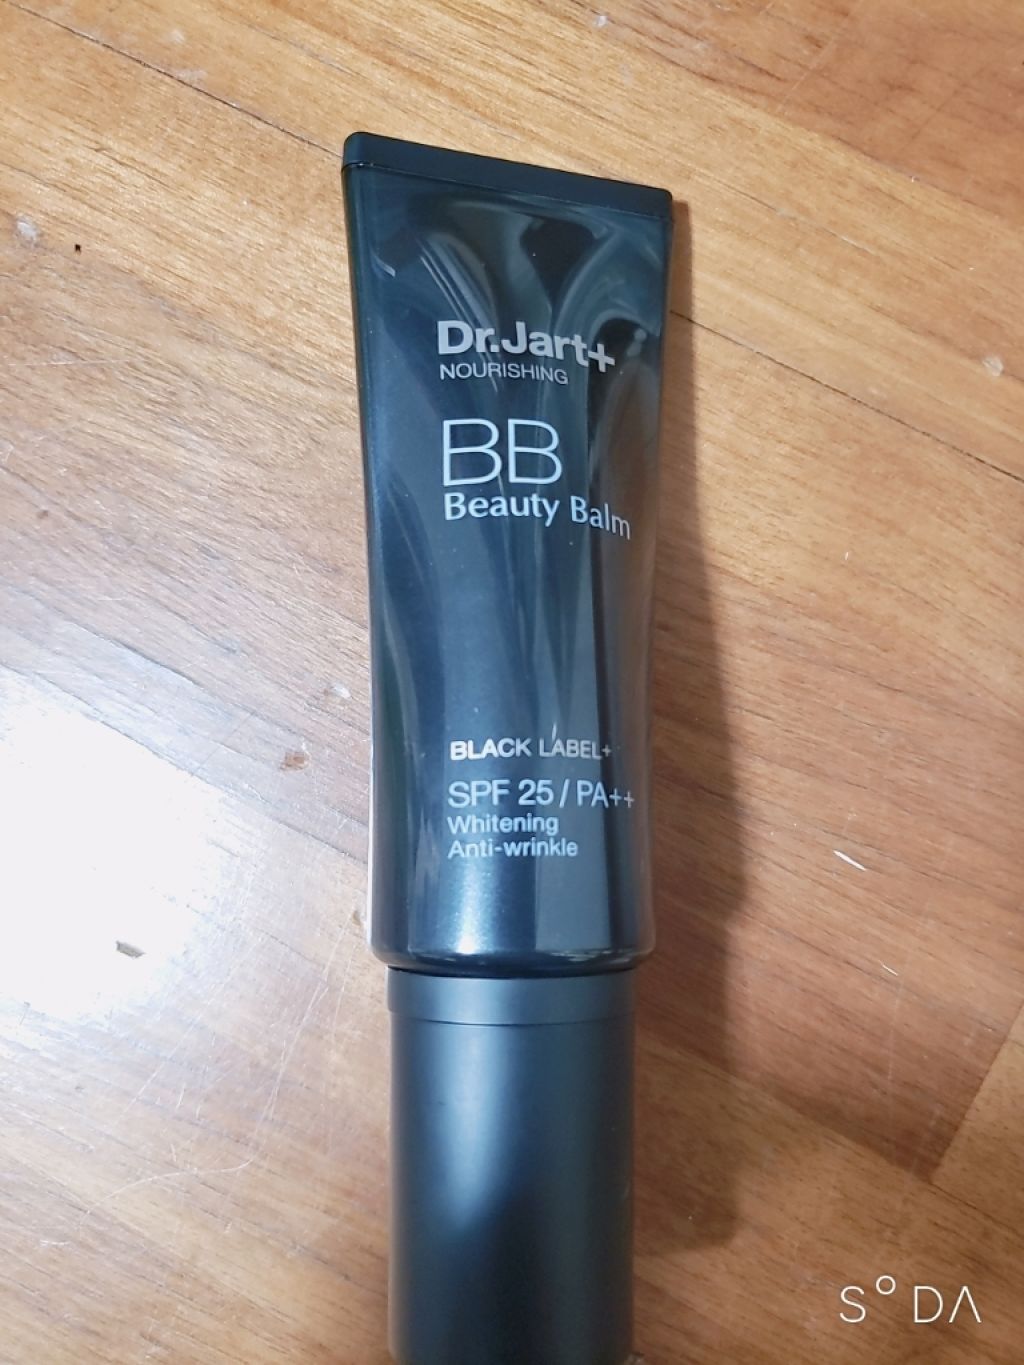 Dr.Jart+
NOURISHING
BB
Beauty Balm
BLACK LABEL+
SPF 25 / PA++
Whitening
Anti-wrinkle
S°DA